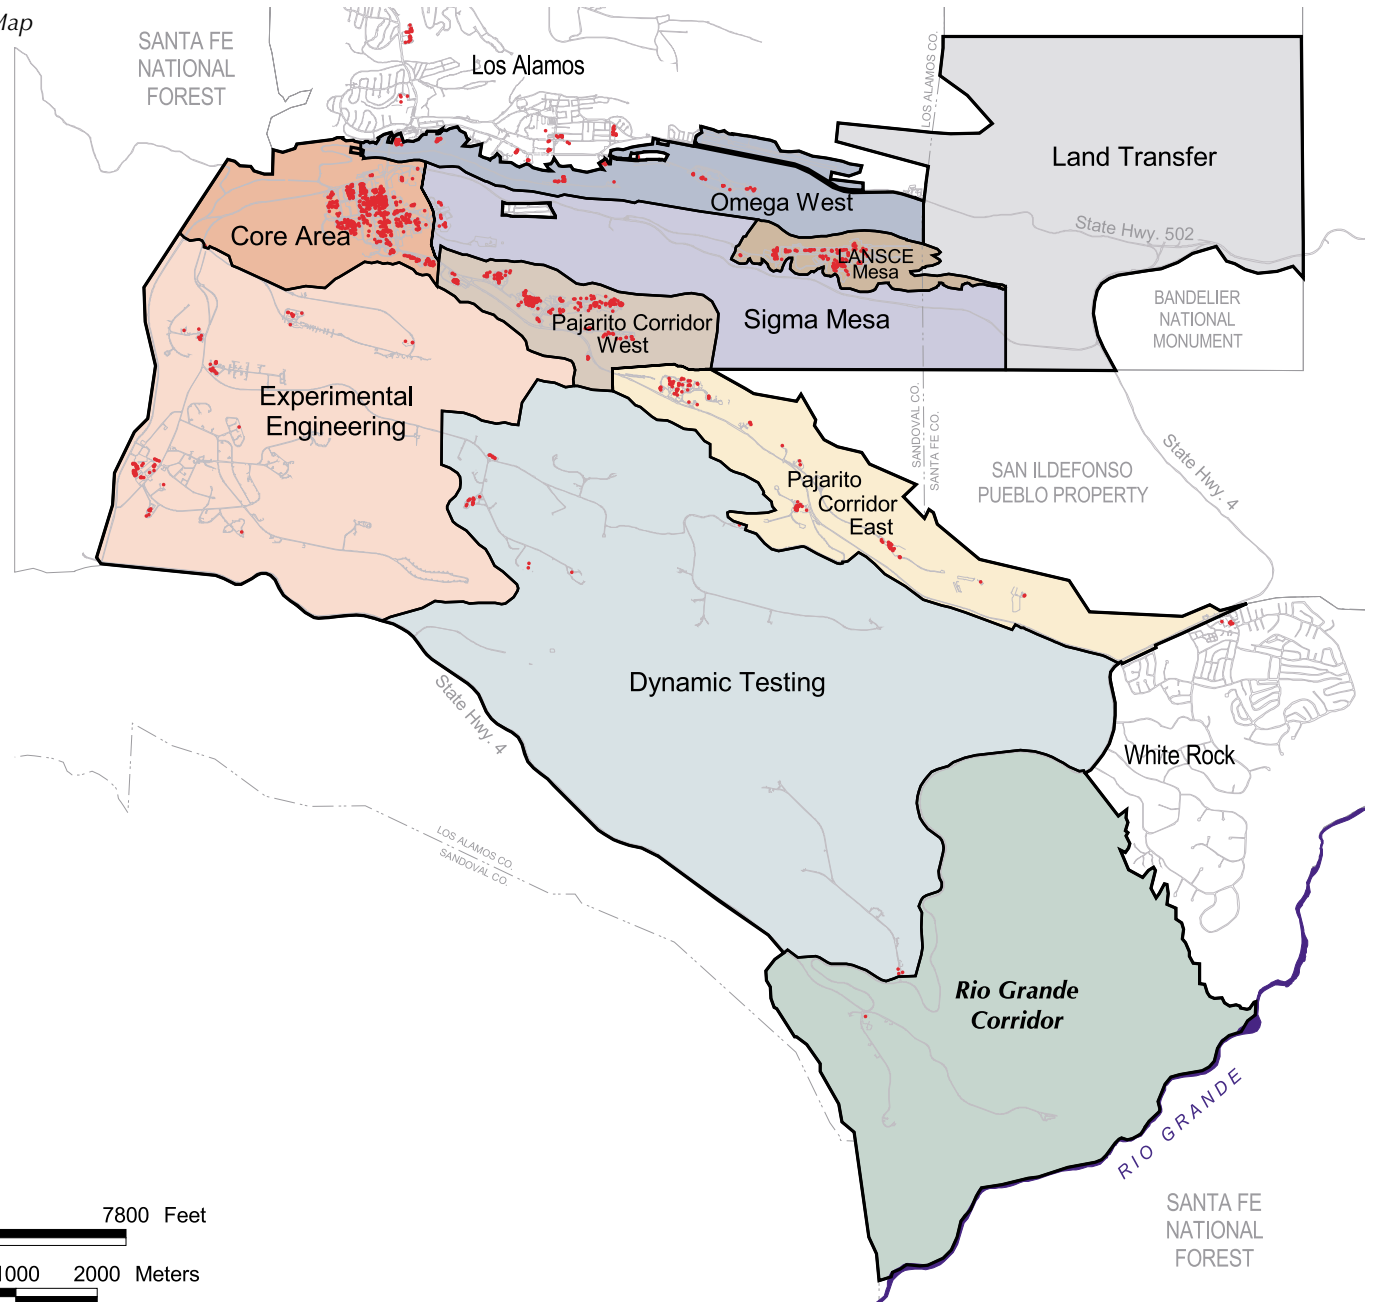 Map
SANTA FE
NATIONAL
FOREST
Los Alamos
LOS ALAMOS CO.
Land Transfer
Omega West
State Hwy. 502
Core Area
LANSCE
Mesa
BANDELIER
NATIONAL
MONUMENT
Pajarito Corridor
West
Sigma Mesa
Experimental
Engineering
SANDOVAL CO.
SANTA FE CO.
State Hwy. 4
SAN ILDEFONSO
PUEBLO PROPERTY
Pajarito
Corridor
East
Dynamic Testing
State Hwy. 4
White Rock
LOS ALAMOS CO.
SANDOVAL CO.
Rio Grande
Corridor
RIO GRANDE
SANTA FE
NATIONAL
FOREST
7800 Feet
1000 2000 Meters